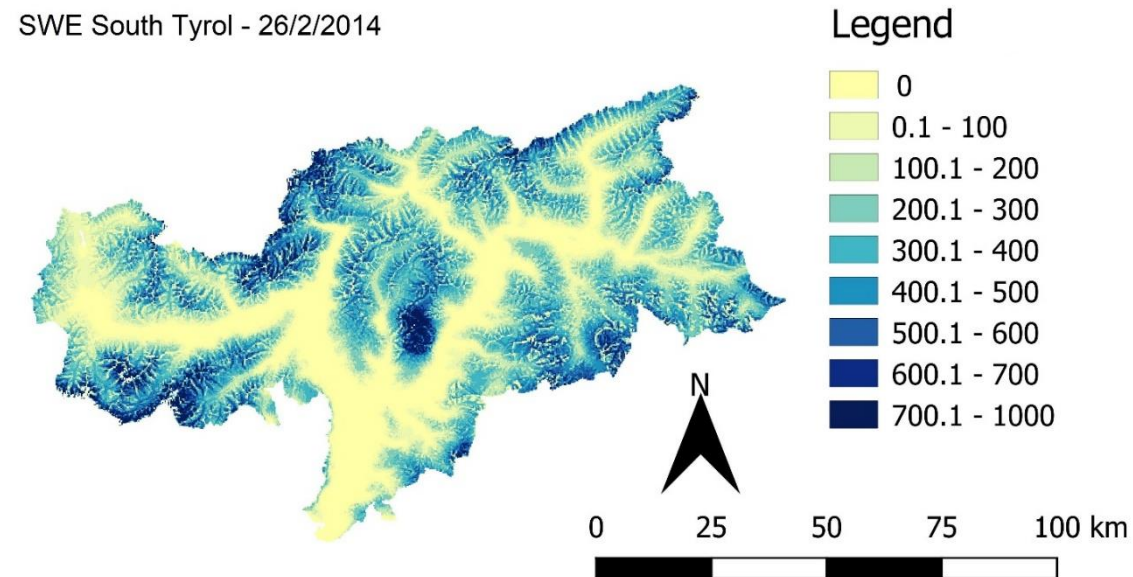 SWE South Tyrol - 26/2/2014
Legend
0
0.1 - 100
100.1 - 200
200.1 - 300
300.1 - 400
400.1 - 500
500.1 - 600
600.1 - 700
700.1 - 1000
N
0 25 50 75 100 km